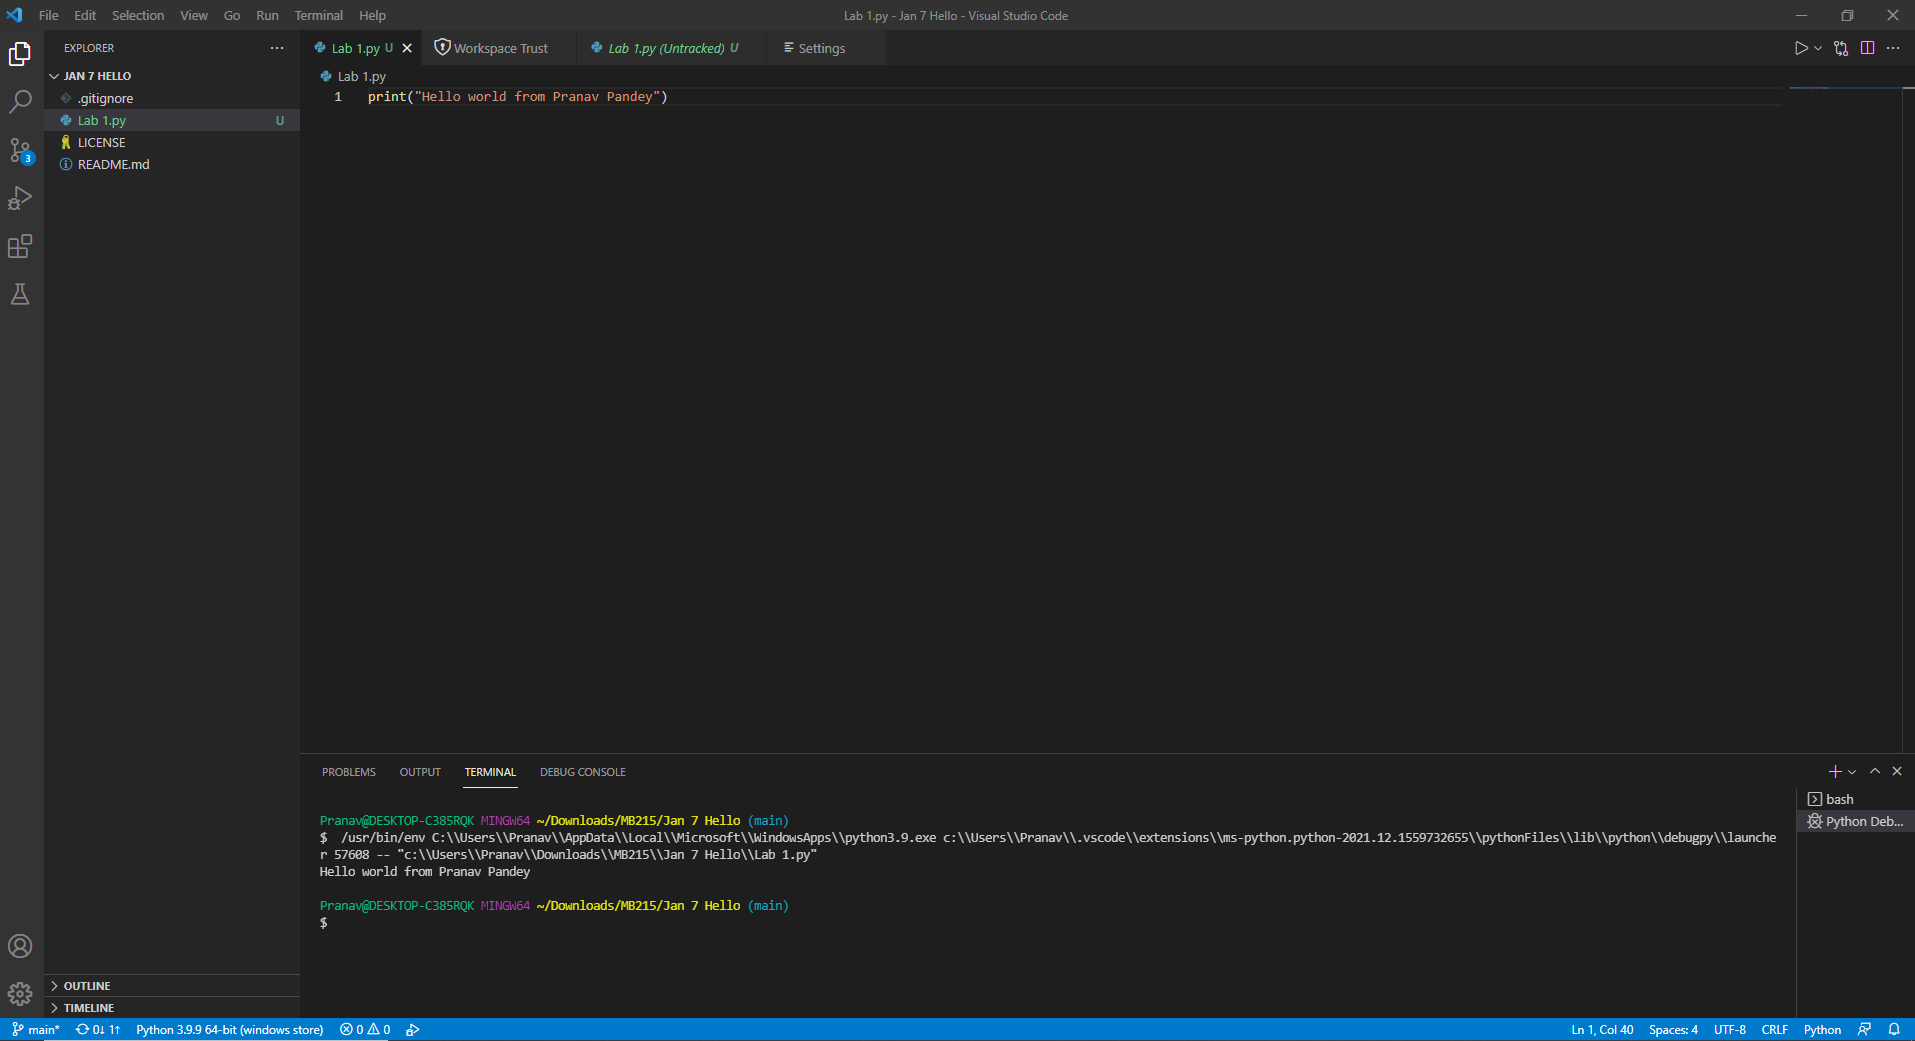 File Edit Selection View Go Run Terminal Help
Lab 1.py - Jan 7 Hello - Visual Studio Code
EXPLORER
JAN 7 HELLO
.gitignore
Lab 1.py U
LICENSE
README.md
3
OUTLINE
TIMELINE
Lab 1.py U
Workspace Trust
Lab 1.py (Untracked) U
Settings
Lab 1.py
1 print("Hello world from Pranav Pandey")
PROBLEMS OUTPUT TERMINAL DEBUG CONSOLE
Pranav@DESKTOP-C385RQK MINGW64 ~/Downloads/MB215/Jan 7 Hello (main)
$  /usr/bin/env C:\\Users\\Pranav\\AppData\\Local\\Microsoft\\WindowsApps\\python3.9.exe c:\\Users\\Pranav\\.vscode\\extensions\\ms-python.python-2021.12.1559732655\\pythonFiles\\lib\\python\\debugpy\\launche
r 57608 -- "c:\\Users\\Pranav\\Downloads\\MB215\\Jan 7 Hello\\Lab 1.py"
Hello world from Pranav Pandey
Pranav@DESKTOP-C385RQK MINGW64 ~/Downloads/MB215/Jan 7 Hello (main)
$
bash
Python Deb...
main* 0↓ 1↑ Python 3.9.9 64-bit (windows store) 0 0
Ln 1, Col 40 Spaces: 4 UTF-8 CRLF Python